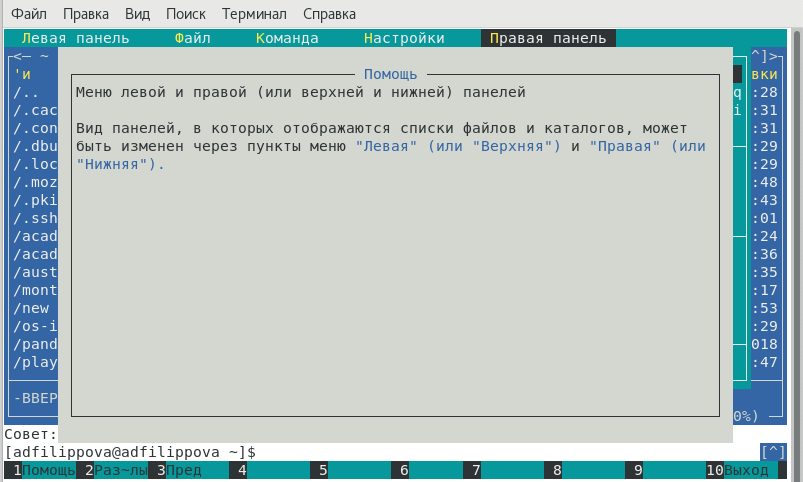 Файл Правка Вид Поиск Терминал Справка
Левая панель Файл Команда Настройки Правая панель
<— ~ ^]>
'и вки
Помощь
/.. Меню левой и правой (или верхней и нижней) панелей q :28
/.cac i :31
/.con Вид панелей, в которых отображаются списки файлов и каталогов, может :31
/.dbu быть изменен через пункты меню "Левая" (или "Верхняя") и "Правая" (или :29
/.loc "Нижняя"). :29
/.moz :48
/.pki :43
/.ssh :01
/acad :24
/acad :36
/aust :35
/mont :17
/new :53
/os-i :29
/pand 018
/play :47
-ВВЕР
0%)
Совет:
[adfilippova@adfilippova ~]$ [^]
1Помощь 2Раз~лы 3Пред 4 5 6 7 8 9 10Выход